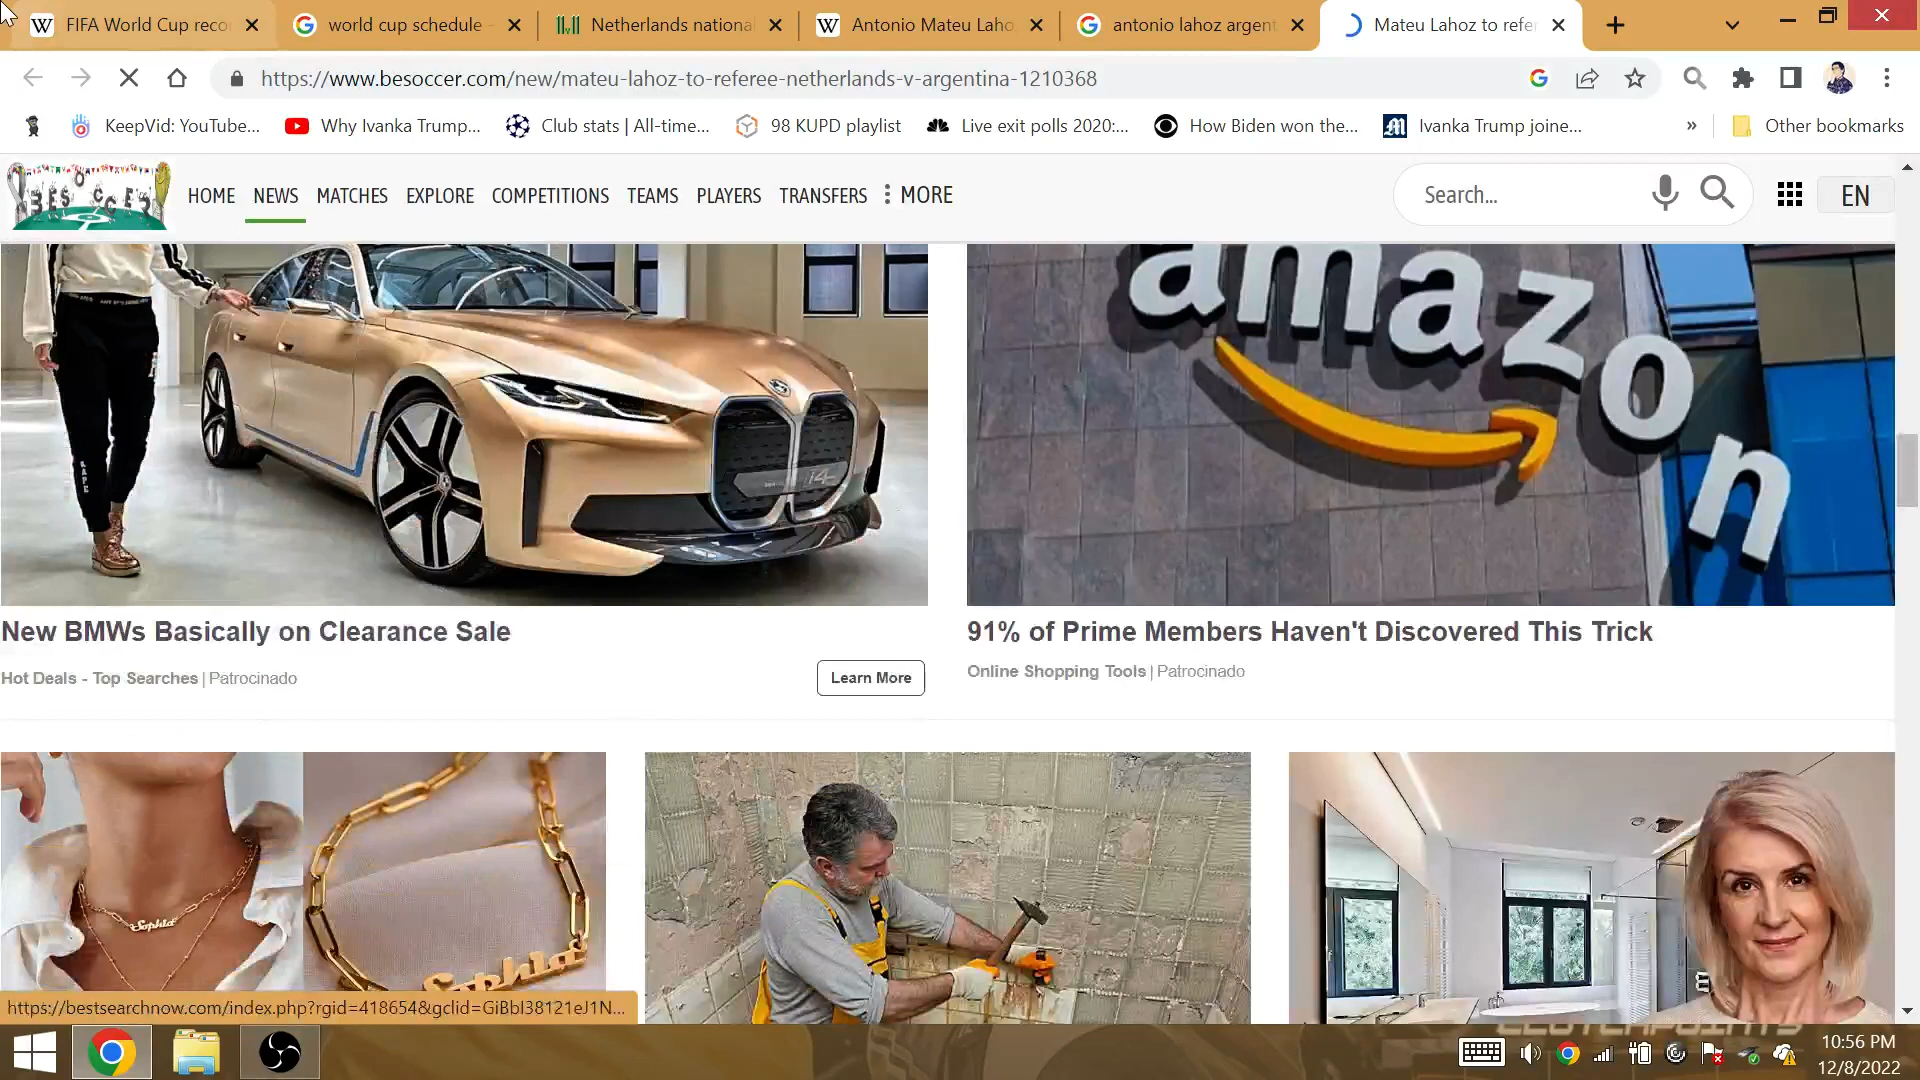 FIFA World Cup reco
world cup schedule -
Netherlands national
Antonio Mateu Laho
antonio lahoz argent
Mateu Lahoz to refe
https://www.besoccer.com/new/mateu-lahoz-to-referee-netherlands-v-argentina-1210368
KeepVid: YouTube...
Why Ivanka Trump...
Club stats | All-time...
98 KUPD playlist
Live exit polls 2020:...
How Biden won the...
Ivanka Trump joine...
»
Other bookmarks
BESOCCER
HOME
NEWS
MATCHES
EXPLORE
COMPETITIONS
TEAMS
PLAYERS
TRANSFERS
MORE
Search...
EN
i4
amazon
New BMWs Basically on Clearance Sale
91% of Prime Members Haven't Discovered This Trick
Hot Deals - Top Searches | Patrocinado
Learn More
Online Shopping Tools | Patrocinado
Sophia
Sophia
https://bestsearchnow.com/index.php?rgid=418654&gclid=GiBbI38121eJ1N...
CLUTCHPOINTS
10:56 PM
12/8/2022